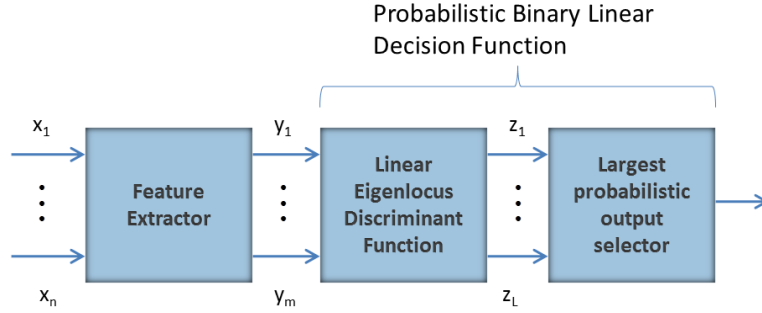 Probabilistic Binary Linear
Decision Function
x1
y1
z1
Feature
Extractor
Linear
Eigenlocus
Discriminant
Function
Largest
probabilistic
output
selector
xn
ym
zL